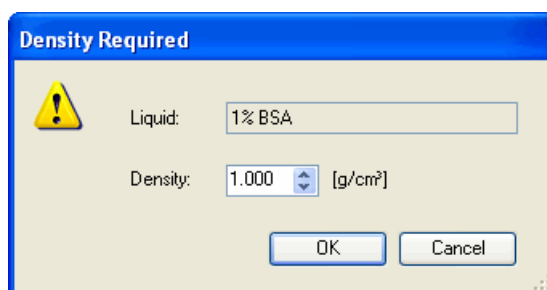 Density Required
Liquid: 1% BSA
Density: 1.000 [g/cm³]
OK Cancel